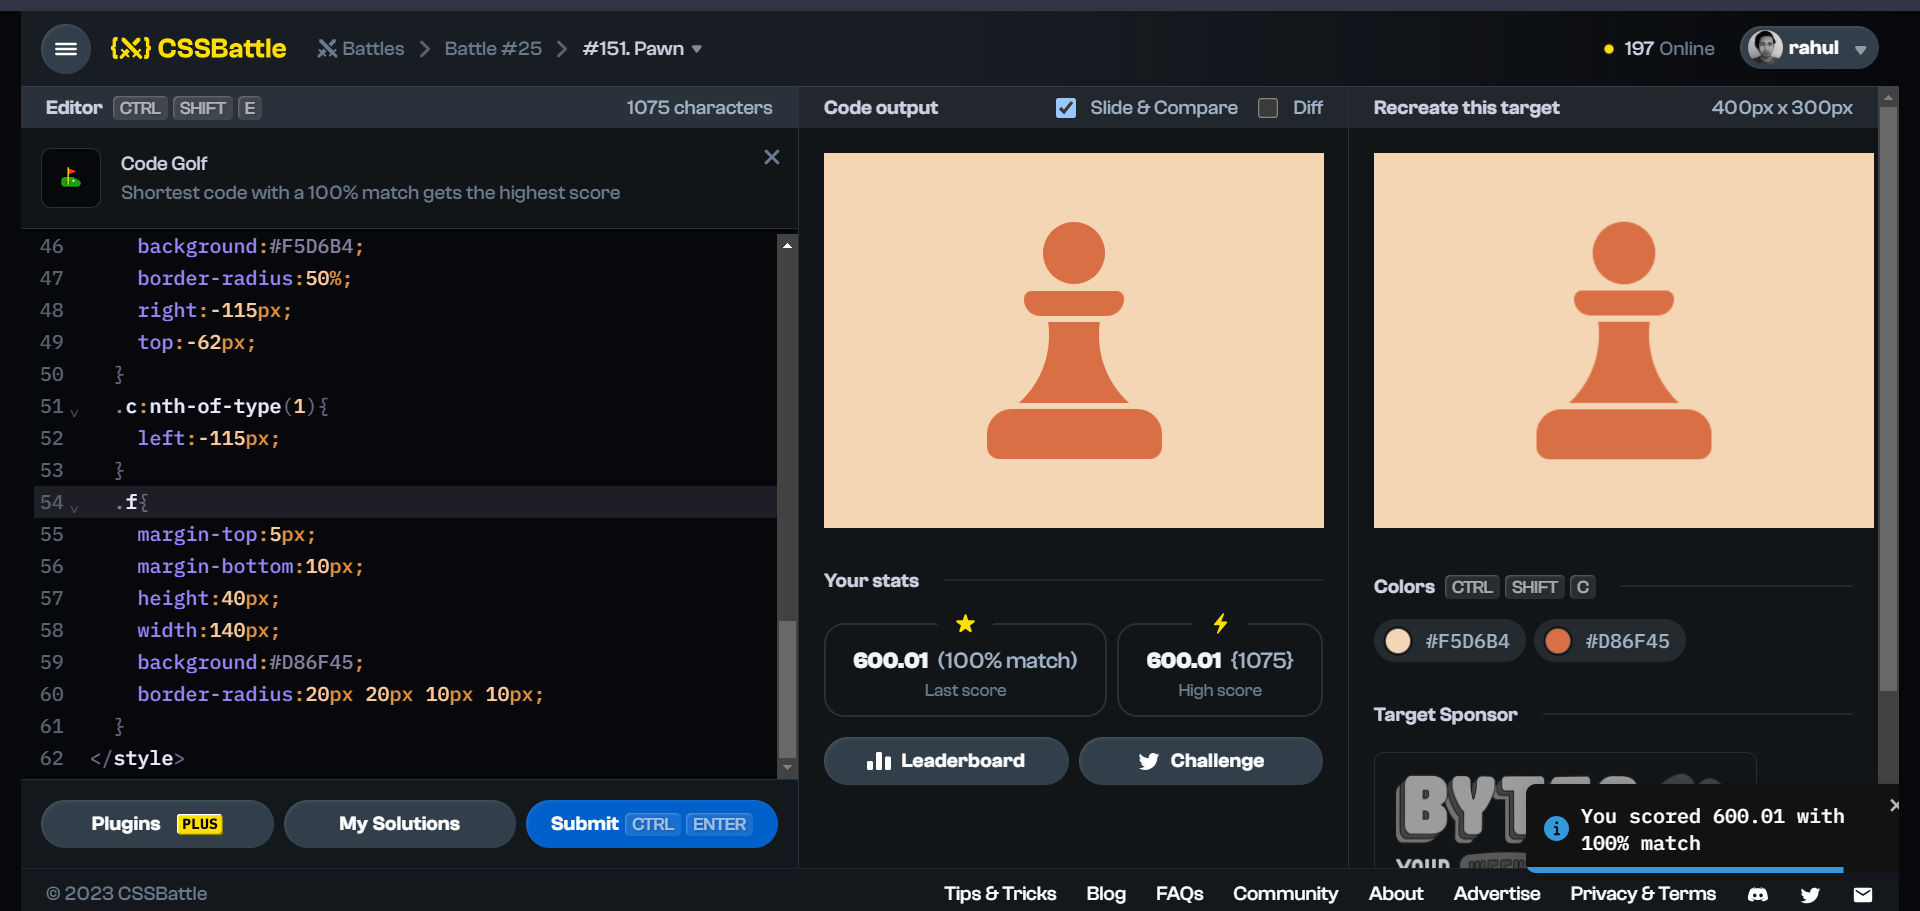 CSSBattle
Battles
Battle #25
#151. Pawn
197 Online
rahul
Editor CTRL SHIFT E
1075 characters
Code Golf
Shortest code with a 100% match gets the highest score
46 background:#F5D6B4;
47 border-radius:50%;
48 right:-115px;
49 top:-62px;
50 }
51 .c:nth-of-type(1){
52 left:-115px;
53 }
54 .f{
55 margin-top:5px;
56 margin-bottom:10px;
57 height:40px;
58 width:140px;
59 background:#D86F45;
60 border-radius:20px 20px 10px 10px;
61 }
62 </style>
Plugins PLUS
My Solutions
Submit CTRL ENTER
Code output
Slide & Compare
Diff
Your stats
600.01 (100% match)
Last score
600.01 {1075}
High score
Leaderboard
Challenge
Recreate this target
400px x 300px
Colors CTRL SHIFT C
#F5D6B4
#D86F45
Target Sponsor
YOUR
You scored 600.01 with
100% match
© 2023 CSSBattle
Tips & Tricks
Blog
FAQs
Community
About
Advertise
Privacy & Terms